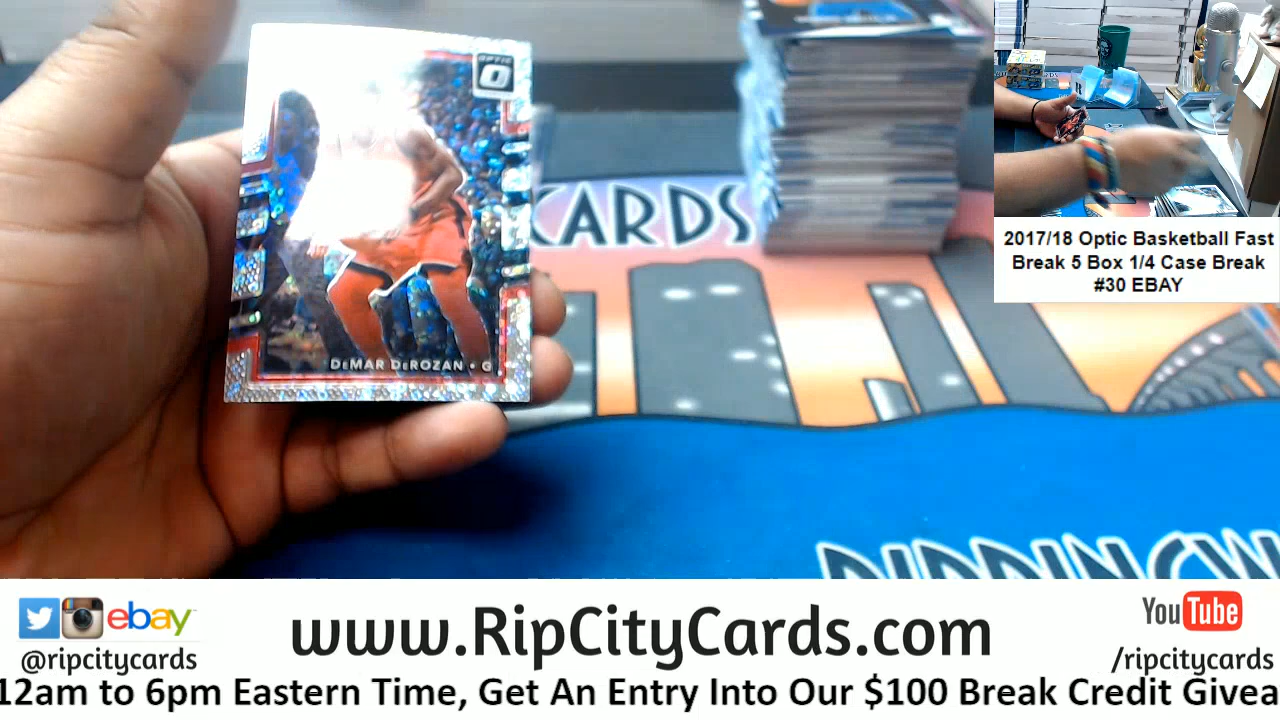 OPTIC
O
DEMAR DEROZAN • G
CARDS
2017/18 Optic Basketball Fast
Break 5 Box 1/4 Case Break
#30 EBAY
ebay
@ripcitycards
www.RipCityCards.com
You Tube
/ripcitycards
12am to 6pm Eastern Time, Get An Entry Into Our $100 Break Credit Givea